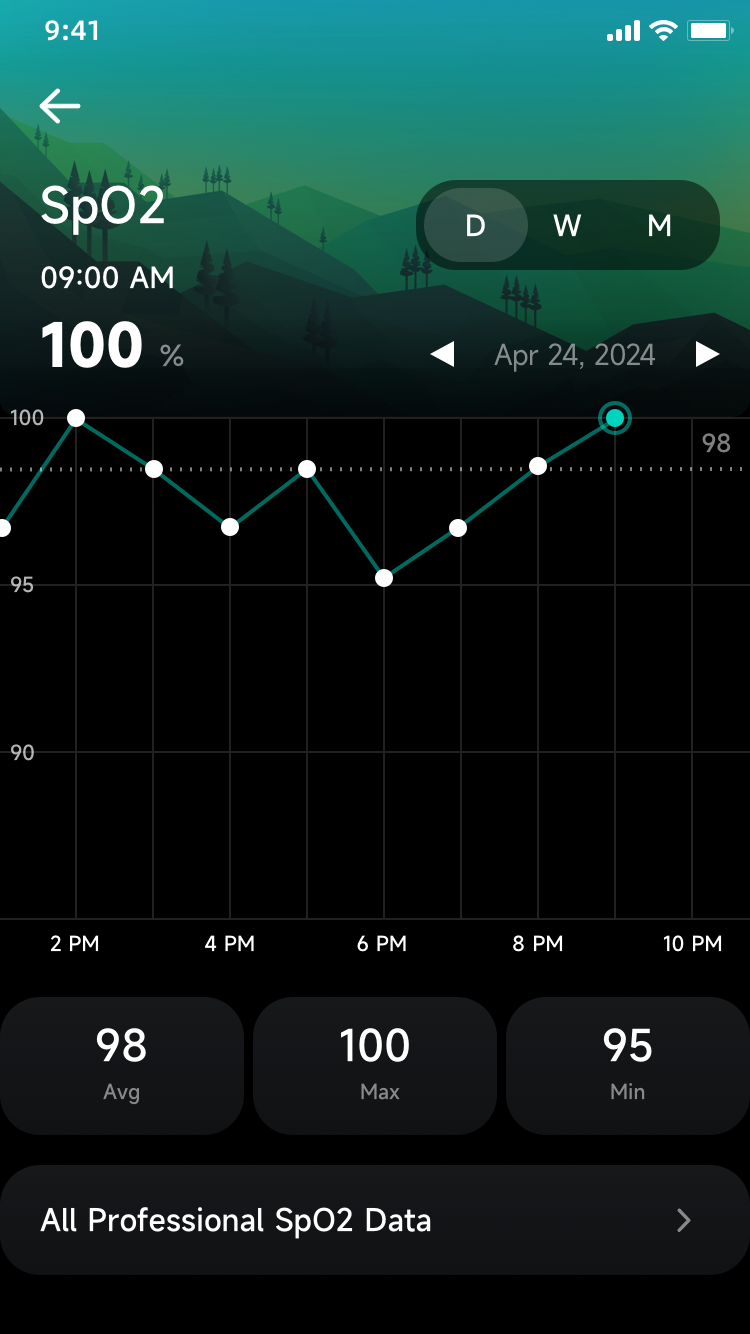 9:41
SpO2
D W M
09:00 AM
100 %
Apr 24, 2024
100
98
95
90
2 PM 4 PM 6 PM 8 PM 10 PM
98 100 95
Avg Max Min
All Professional SpO2 Data